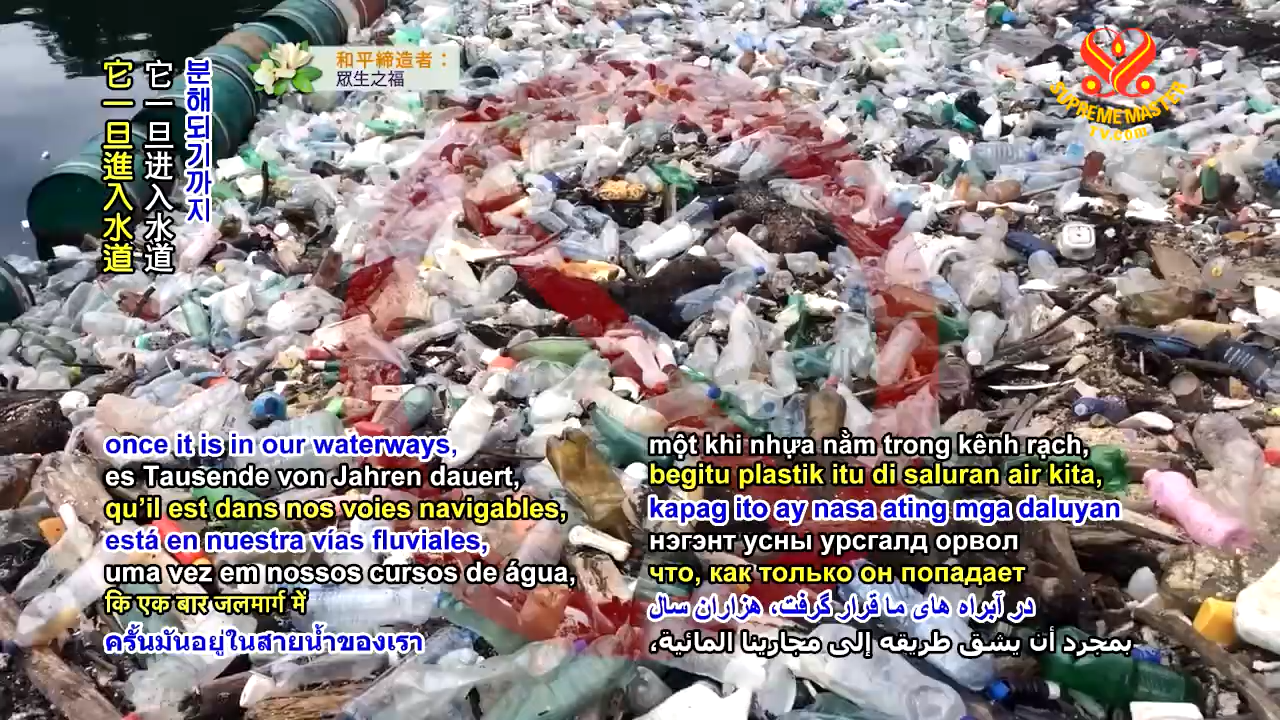 和平締造者：
眾生之福
SUPREME MASTER
TV.com
분해되기까지
它一旦进入水道
它一旦進入水道
once it is in our waterways,
es Tausende von Jahren dauert,
qu'il est dans nos voies navigables,
está en nuestra vías fluviales,
uma vez em nossos cursos de água,
कि एक बार जलमार्ग में
ครั้นมันอยู่ในสายน้ำของเรา
một khi nhựa nằm trong kênh rạch,
begitu plastik itu di saluran air kita,
kapag ito ay nasa ating mga daluyan
нэгэнт усны урсгалд орвол
что, как только он попадает
در آبراه های ما قرار گرفت، هزاران سال
بمجرد أن يشق طريقه إلى مجارينا المائية،